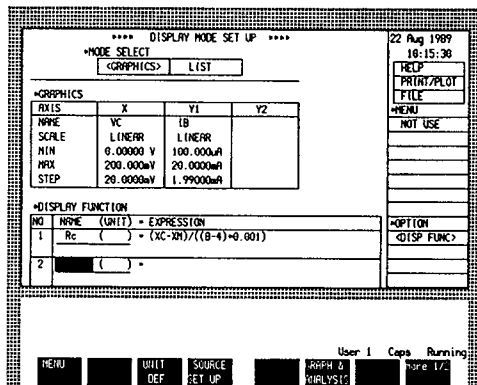 **** DISPLAY MODE SET UP ****
*MODE SELECT
<GRAPHICS> LIST
*GRAPHICS
AXIS X Y1 Y2
NAME VC IB
SCALE LINEAR LINEAR
MIN 0.00000 V 100.000uA
MAX 200.000mV 20.0000mA
STEP 20.0000mV 1.99000mA
*DISPLAY FUNCTION
NO NAME (UNIT) = EXPRESSION
1 Rc ( ) = (XC-XM)/((B-4)*0.001)
2 ( ) =
22 Aug 1989
10:15:30
HELP
PRINT/PLOT
FILE
*MENU
NOT USE
*OPTION
<DISP FUNC>
User 1 Caps Running
MENU UNIT DEF SOURCE SET UP GRAPH & ANALYSIS more 1/2